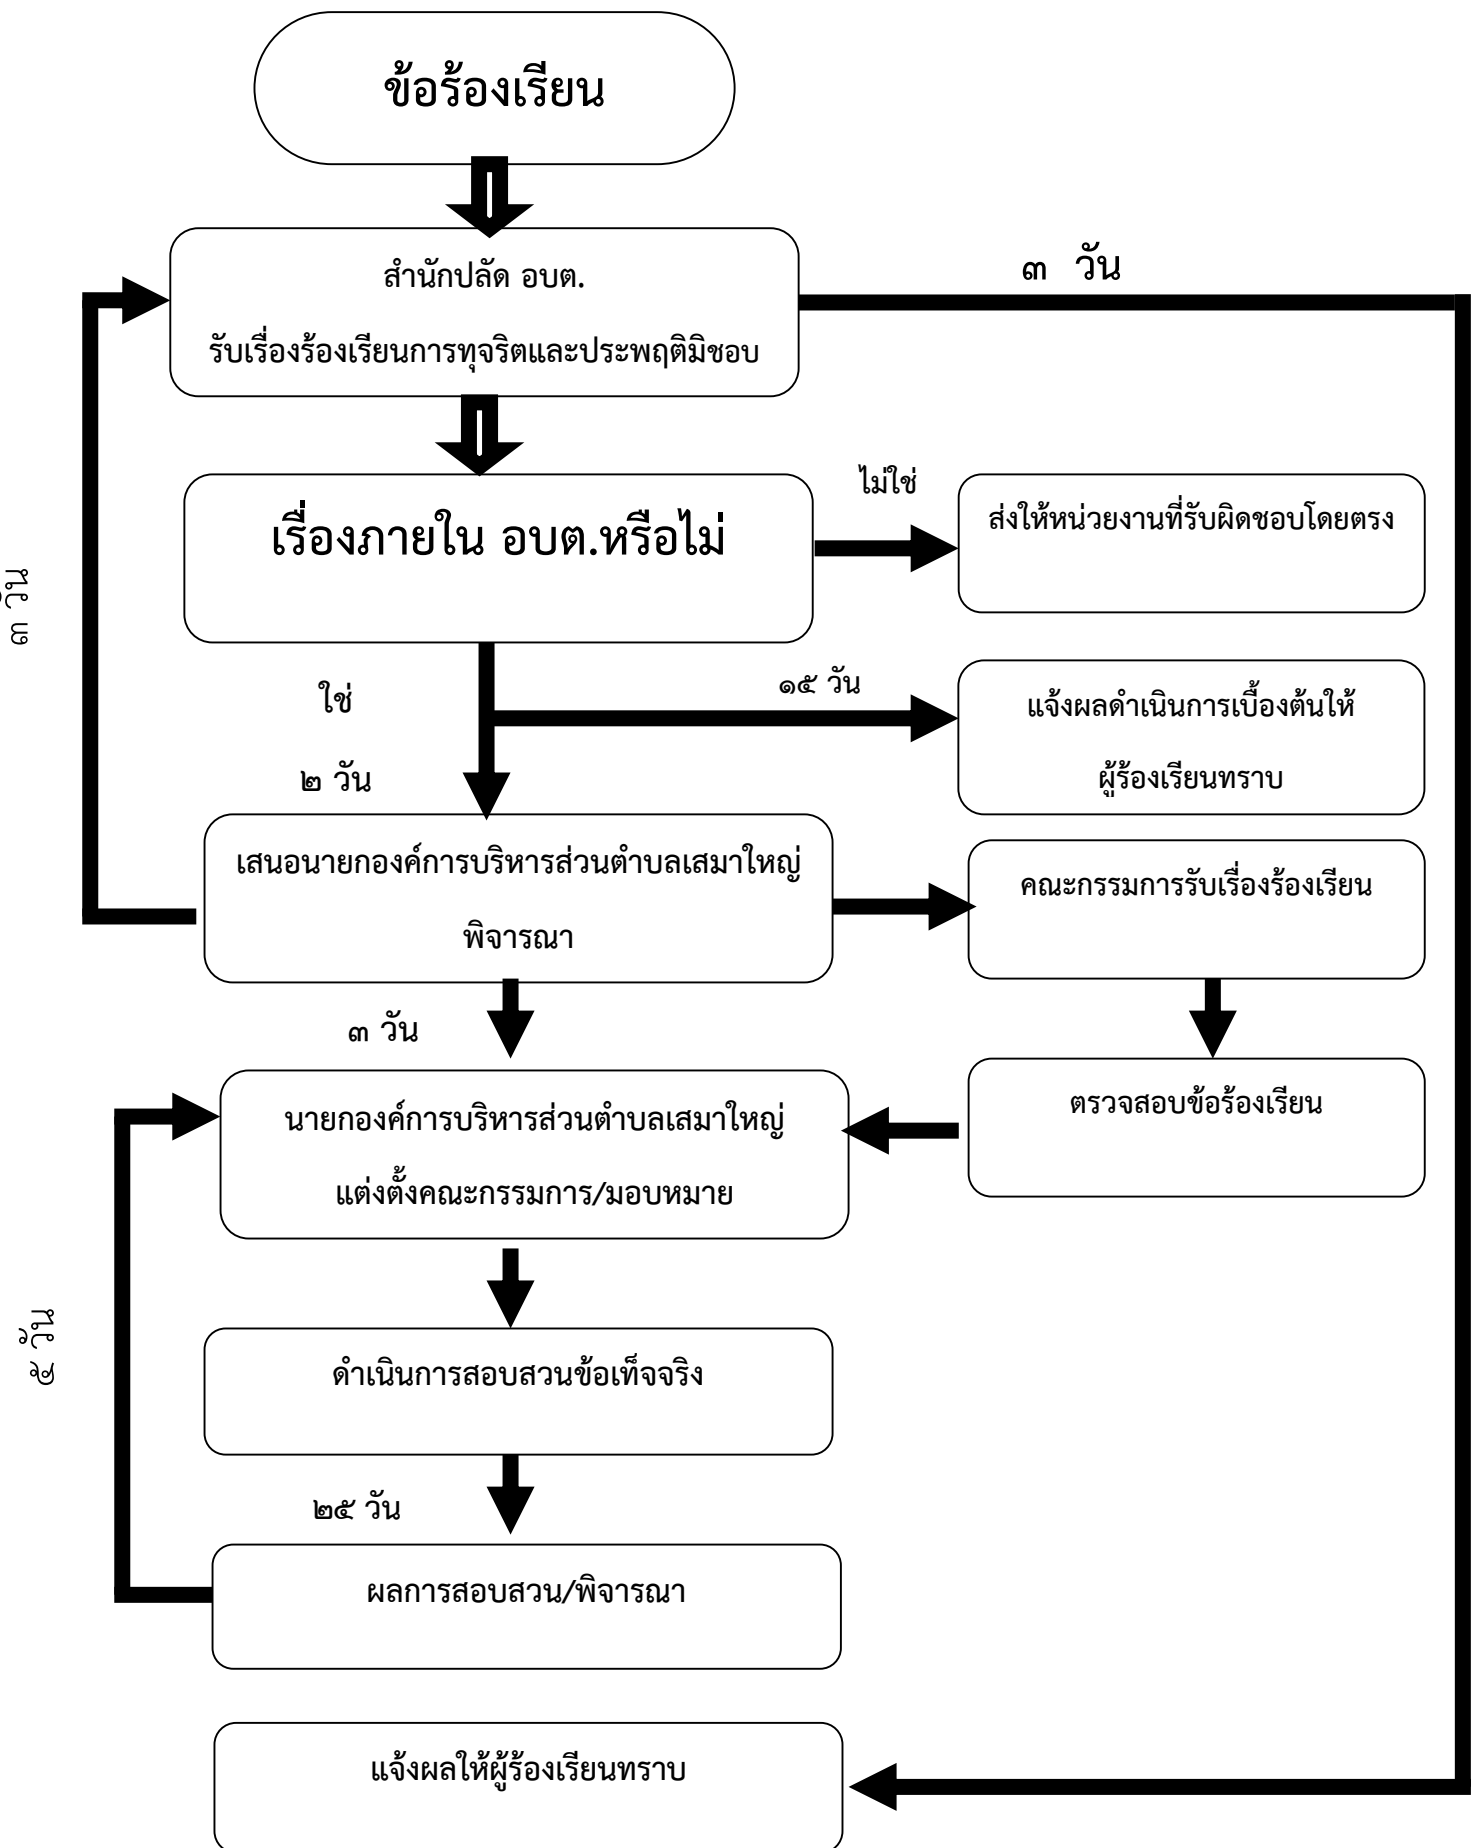 ข้อร้องเรียน
สำนักปลัด อบต.
รับเรื่องร้องเรียนการทุจริตและประพฤติมิชอบ
๓ วัน
๓ วัน
เรื่องภายใน อบต.หรือไม่
ไม่ใช่
ส่งให้หน่วยงานที่รับผิดชอบโดยตรง
ใช่
๑๕ วัน
แจ้งผลดำเนินการเบื้องต้นให้
ผู้ร้องเรียนทราบ
๒ วัน
เสนอนายกองค์การบริหารส่วนตำบลเสมาใหญ่
พิจารณา
คณะกรรมการรับเรื่องร้องเรียน
๓ วัน
ตรวจสอบข้อร้องเรียน
นายกองค์การบริหารส่วนตำบลเสมาใหญ่
แต่งตั้งคณะกรรมการ/มอบหมาย
๕ วัน
ดำเนินการสอบสวนข้อเท็จจริง
๒๕ วัน
ผลการสอบสวน/พิจารณา
แจ้งผลให้ผู้ร้องเรียนทราบ